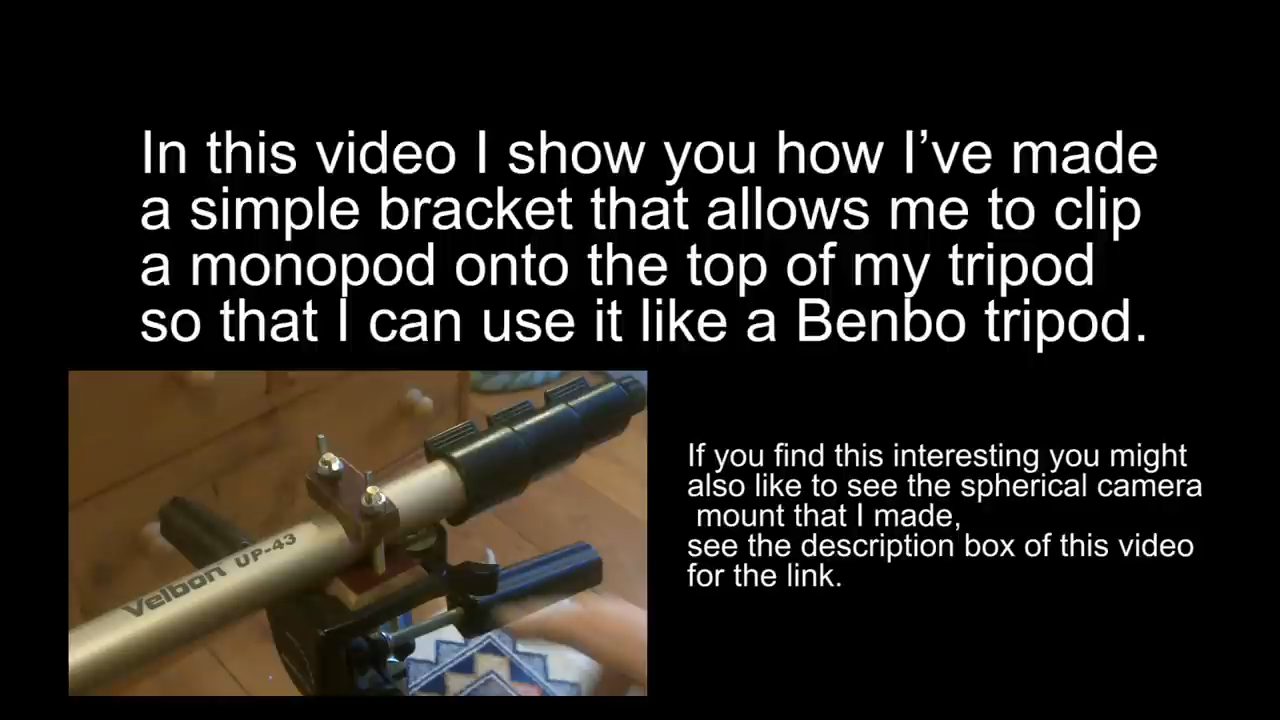 In this video I show you how I’ve made
a simple bracket that allows me to clip
a monopod onto the top of my tripod
so that I can use it like a Benbo tripod.
If you find this interesting you might
also like to see the spherical camera
mount that I made,
see the description box of this video
for the link.
Velbon UP-43